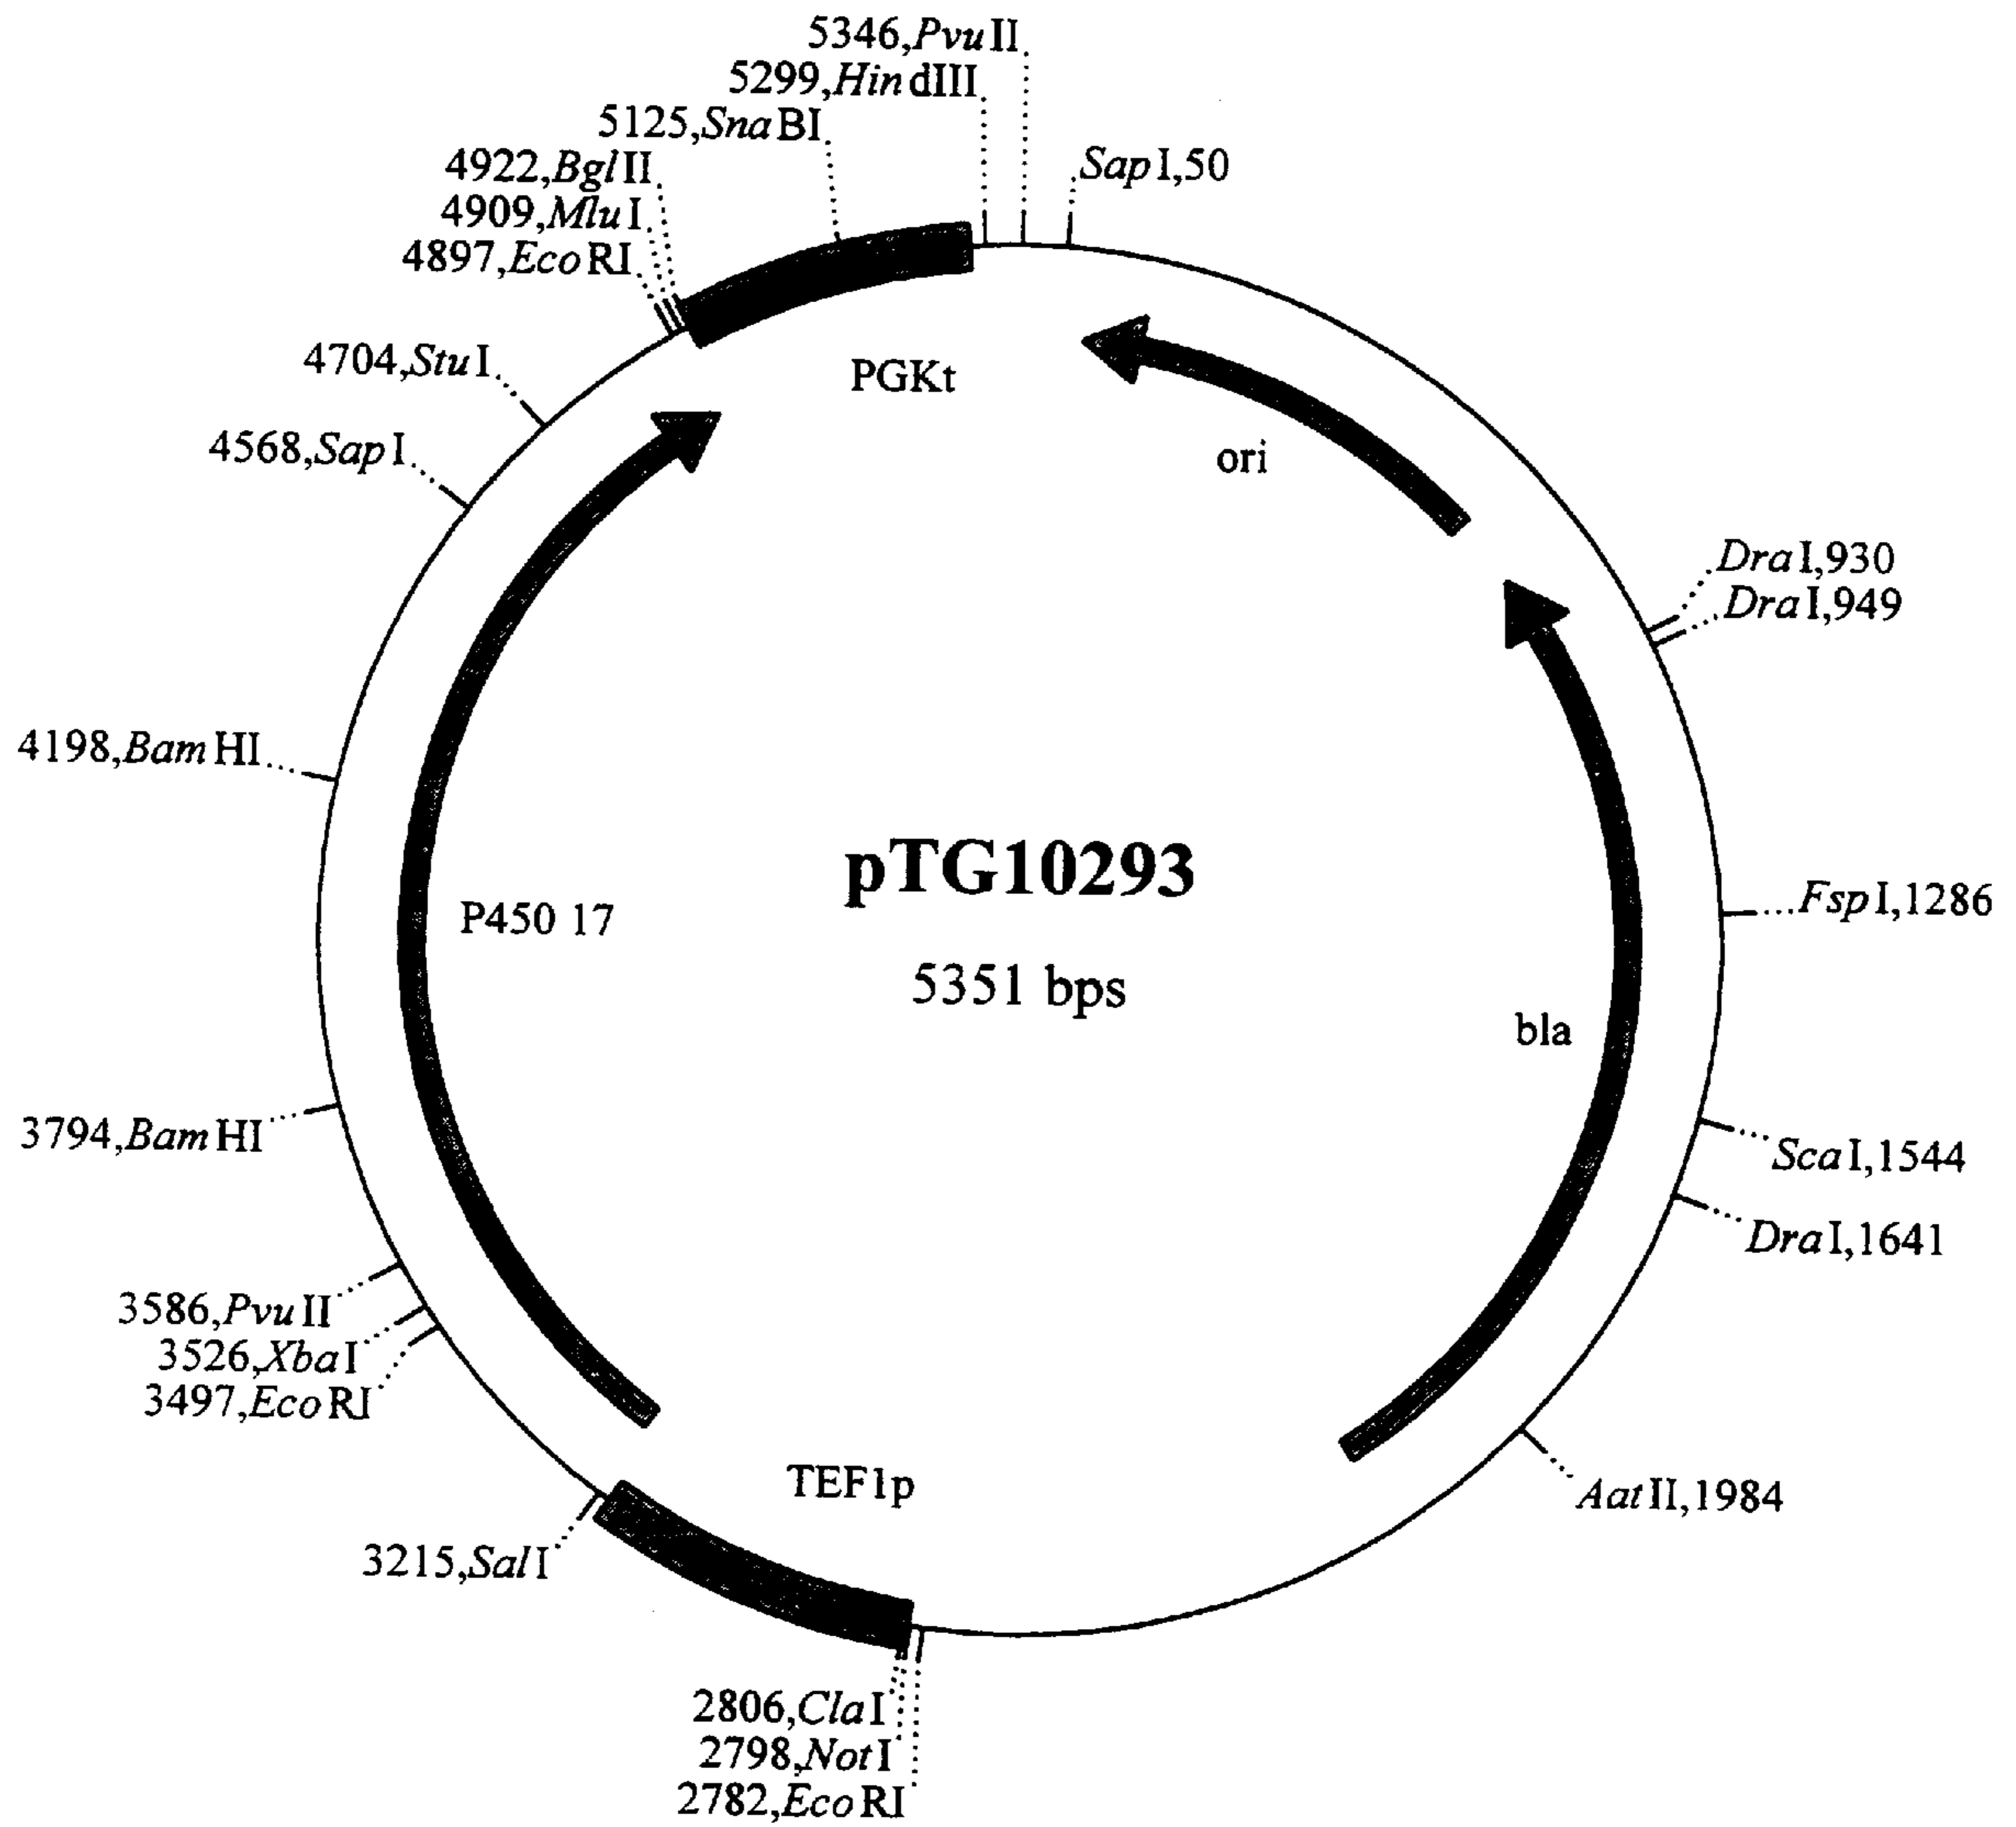 5346,PvuII
5299,HindIII
5125,SnaBI
4922,BglII
4909,MluI
4897,EcoRI
SapI,50
4704,StuI
PGKt
4568,SapI
ori
DraI,930
DraI,949
4198,BamHI
pTG10293
P450 17
FspI,1286
5351 bps
bla
3794,BamHI
ScaI,1544
DraI,1641
3586,PvuII
3526,XbaI
3497,EcoRI
TEF1p
AatII,1984
3215,SalI
2806,ClaI
2798,NotI
2782,EcoRI